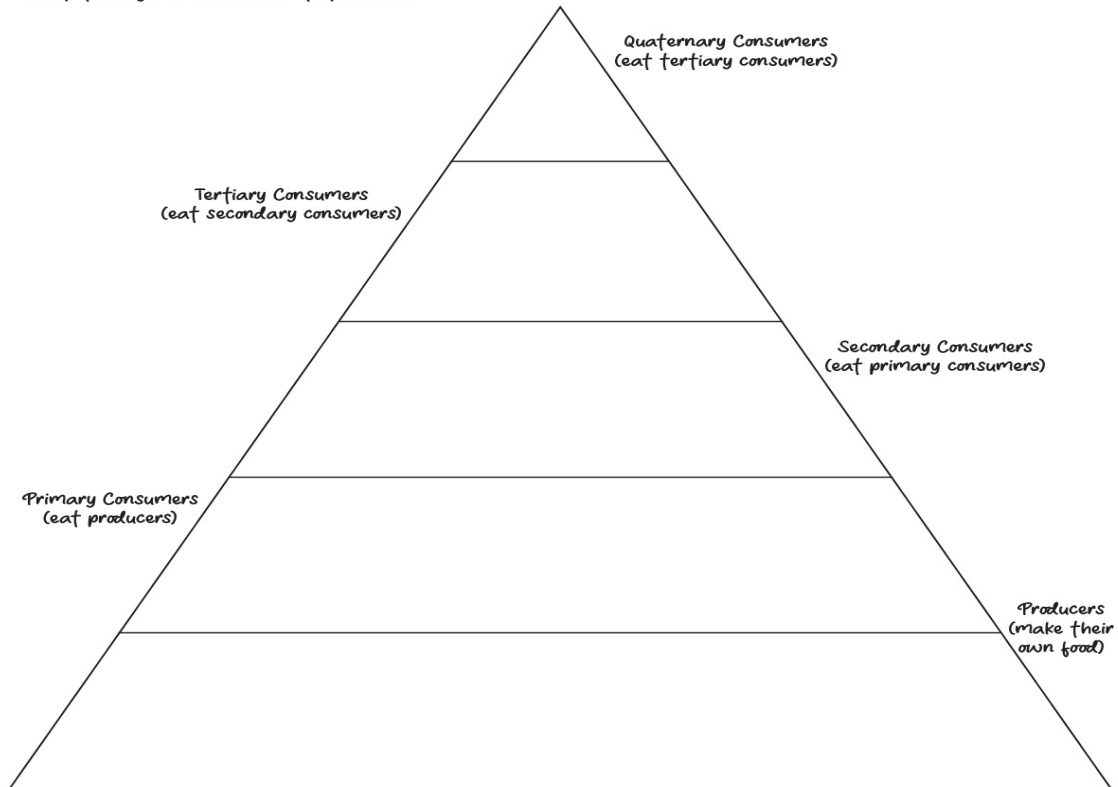 Quaternary Consumers
(eat tertiary consumers)
Tertiary Consumers
(eat secondary consumers)
Secondary Consumers
(eat primary consumers)
Primary Consumers
(eat producers)
Producers
(make their
own food)